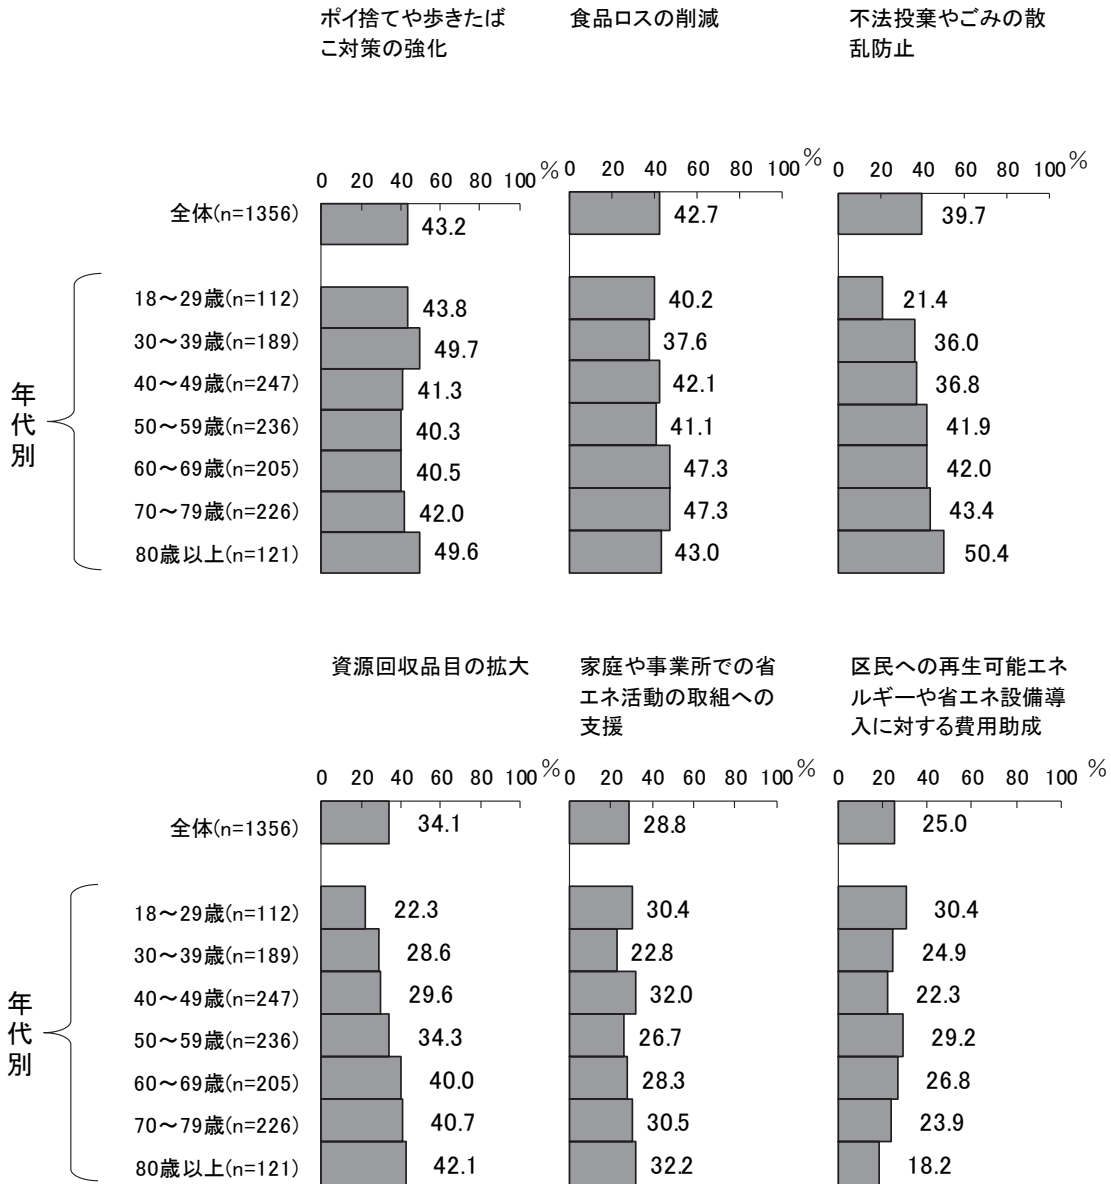 ポイ捨てや歩きたば
こ対策の強化
食品ロスの削減
不法投棄やごみの散
乱防止
0 20 40 60 80 100 %
0 20 40 60 80 100 %
0 20 40 60 80 100 %
全体(n=1356) 43.2 42.7 39.7
年代別
18～29歳(n=112) 43.8 40.2 21.4
30～39歳(n=189) 49.7 37.6 36.0
40～49歳(n=247) 41.3 42.1 36.8
50～59歳(n=236) 40.3 41.1 41.9
60～69歳(n=205) 40.5 47.3 42.0
70～79歳(n=226) 42.0 47.3 43.4
80歳以上(n=121) 49.6 43.0 50.4
資源回収品目の拡大
家庭や事業所での省
エネ活動の取組への
支援
区民への再生可能エネ
ルギーや省エネ設備導
入に対する費用助成
0 20 40 60 80 100 %
0 20 40 60 80 100 %
0 20 40 60 80 100 %
全体(n=1356) 34.1 28.8 25.0
年代別
18～29歳(n=112) 22.3 30.4 30.4
30～39歳(n=189) 28.6 22.8 24.9
40～49歳(n=247) 29.6 32.0 22.3
50～59歳(n=236) 34.3 26.7 29.2
60～69歳(n=205) 40.0 28.3 26.8
70～79歳(n=226) 40.7 30.5 23.9
80歳以上(n=121) 42.1 32.2 18.2